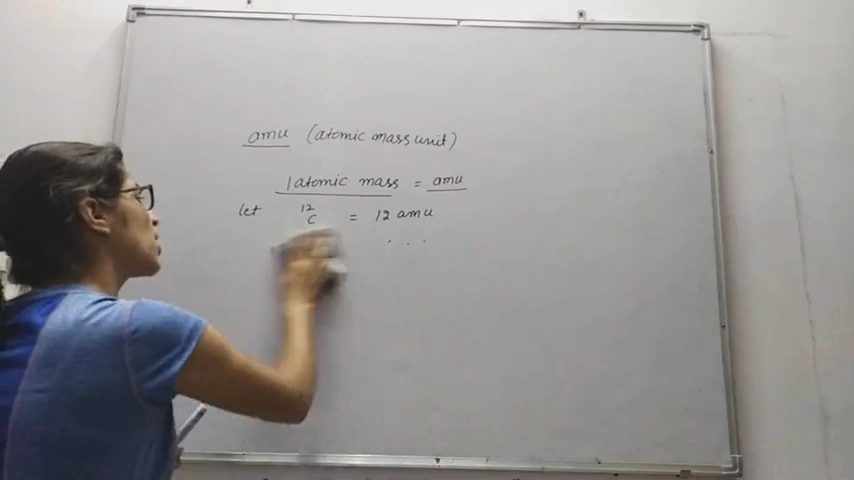 amu (atomic mass unit)
1 atomic mass = amu
let 12 C = 12 amu